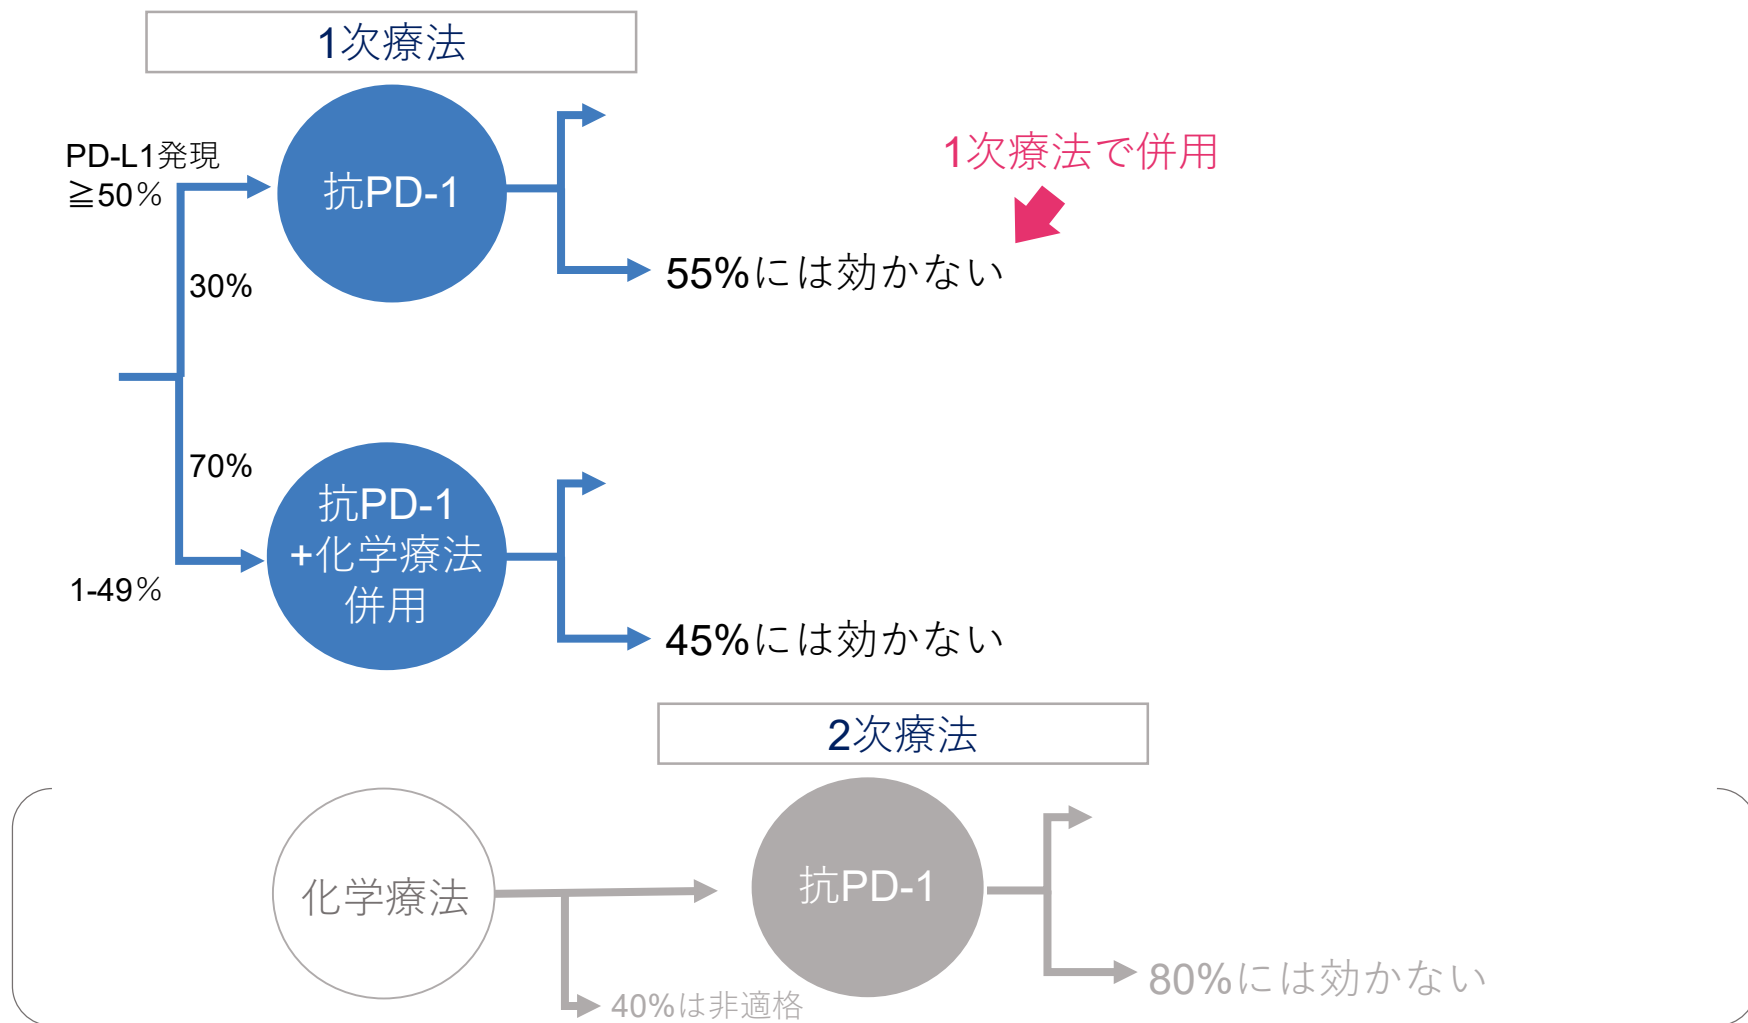 1次療法
PD-L1発現
≧50%
抗PD-1
1次療法で併用
55%には効かない
30%
70%
抗PD-1
+化学療法
併用
1-49%
45%には効かない
2次療法
化学療法
抗PD-1
80%には効かない
40%は非適格